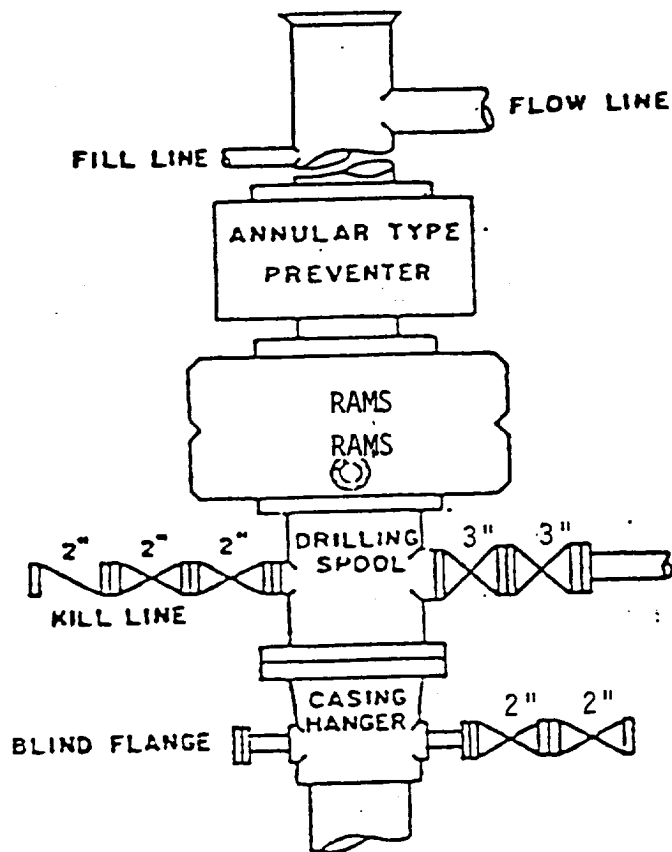 FLOW LINE
FILL LINE
ANNULAR TYPE
PREVENTER
RAMS
RAMS
DRILLING
SPOOL
2" 2" 2"
3" 3"
KILL LINE
CASING
HANGER
2" 2"
BLIND FLANGE